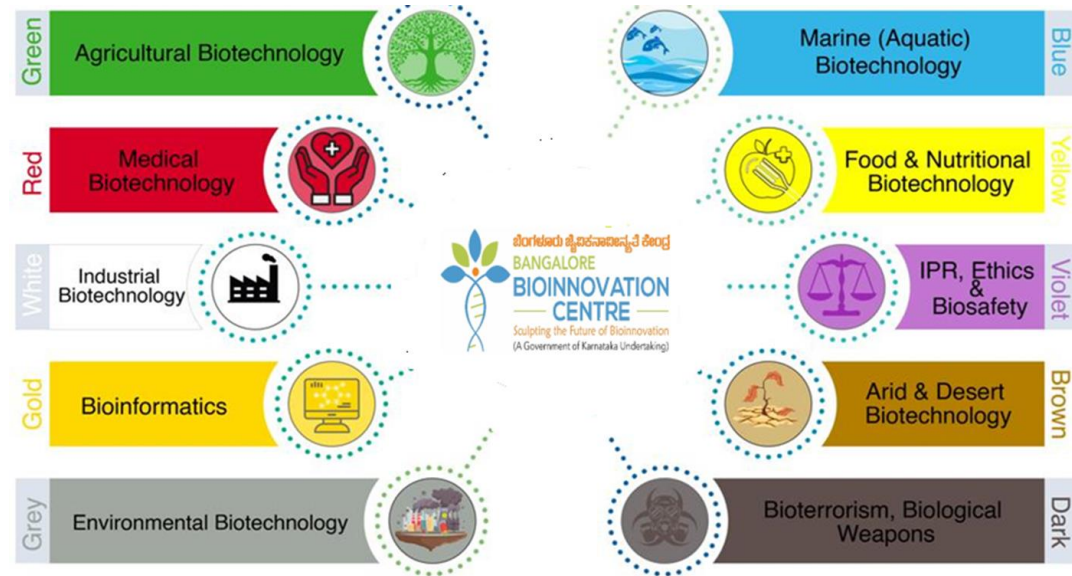 Green
Agricultural Biotechnology
Red
Medical
Biotechnology
White
Industrial
Biotechnology
Gold
Bioinformatics
Grey
Environmental Biotechnology
ಬೆಂಗಳೂರು ಜೈವಿಕನಾವೀನ್ಯತೆ ಕೇಂದ್ರ
BANGALORE
BIOINNOVATION
CENTRE
Sculpting the Future of Bioinnovation
(A Government of Karnataka Undertaking)
Marine (Aquatic)
Biotechnology
Blue
Food & Nutritional
Biotechnology
Yellow
IPR, Ethics
&
Biosafety
Violet
Arid & Desert
Biotechnology
Brown
Bioterrorism, Biological
Weapons
Dark